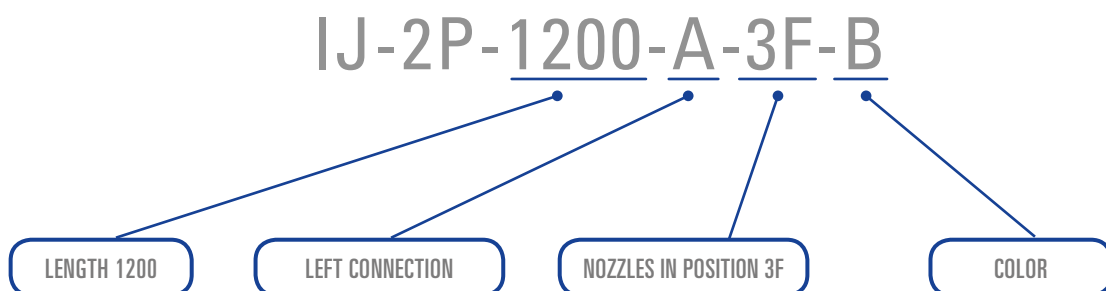 IJ-2P-1200-A-3F-B
LENGTH 1200
LEFT CONNECTION
NOZZLES IN POSITION 3F
COLOR